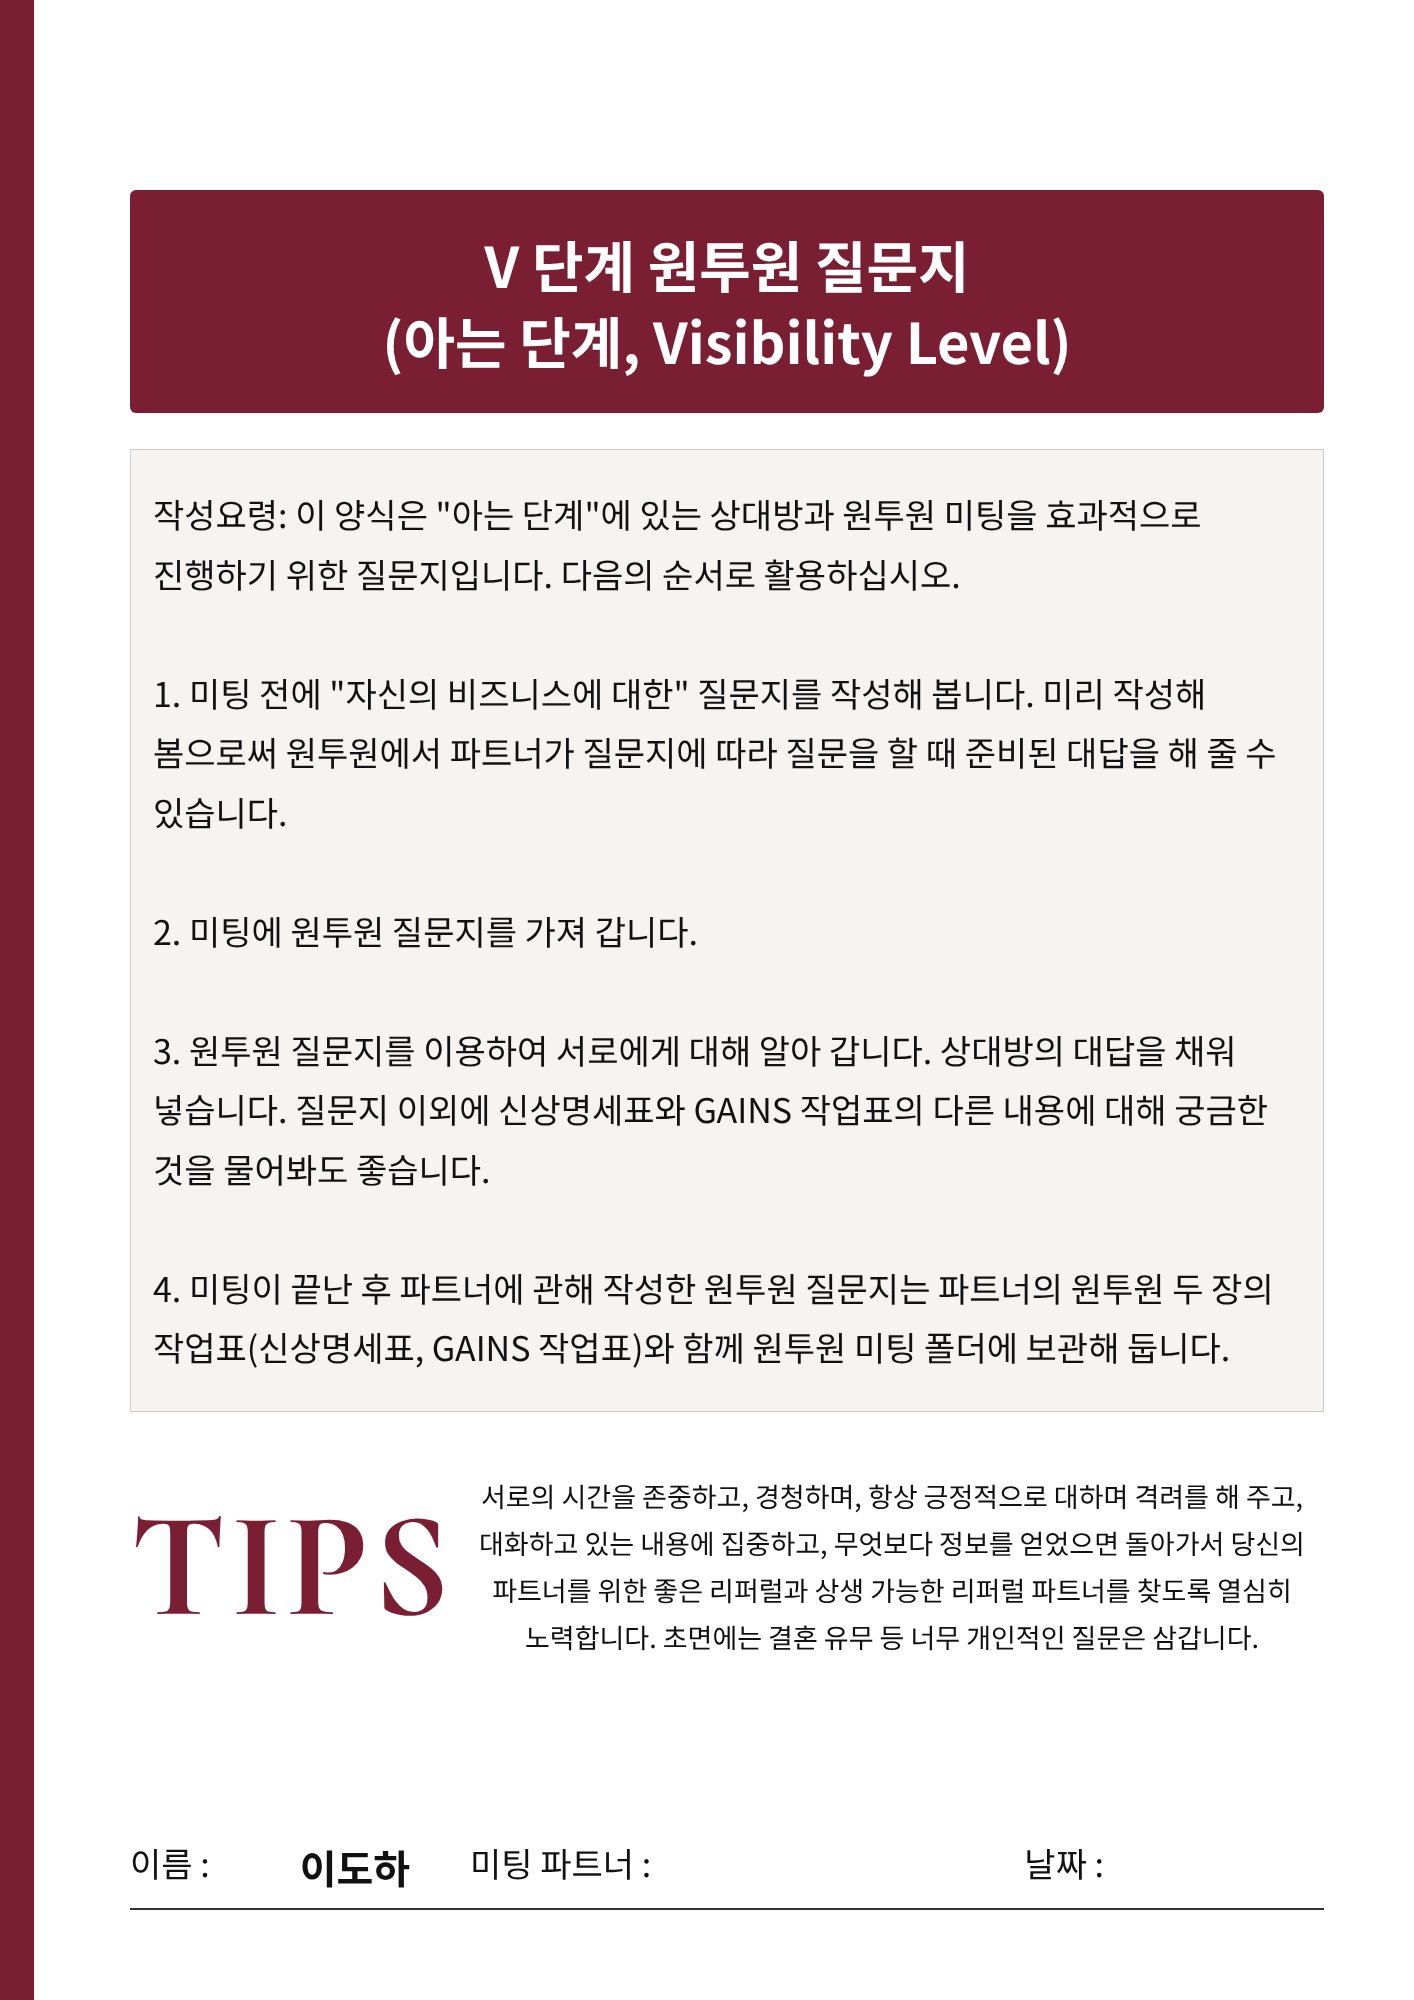 V 단계 원투원 질문지
(아는 단계, Visibility Level)
작성요령: 이 양식은 "아는 단계"에 있는 상대방과 원투원 미팅을 효과적으로
진행하기 위한 질문지입니다. 다음의 순서로 활용하십시오.
1. 미팅 전에 "자신의 비즈니스에 대한" 질문지를 작성해 봅니다. 미리 작성해
봄으로써 원투원에서 파트너가 질문지에 따라 질문을 할 때 준비된 대답을 해 줄 수
있습니다.
2. 미팅에 원투원 질문지를 가져 갑니다.
3. 원투원 질문지를 이용하여 서로에게 대해 알아 갑니다. 상대방의 대답을 채워
넣습니다. 질문지 이외에 신상명세표와 GAINS 작업표의 다른 내용에 대해 궁금한
것을 물어봐도 좋습니다.
4. 미팅이 끝난 후 파트너에 관해 작성한 원투원 질문지는 파트너의 원투원 두 장의
작업표(신상명세표, GAINS 작업표)와 함께 원투원 미팅 폴더에 보관해 둡니다.
TIPS
서로의 시간을 존중하고, 경청하며, 항상 긍정적으로 대하며 격려를 해 주고,
대화하고 있는 내용에 집중하고, 무엇보다 정보를 얻었으면 돌아가서 당신의
파트너를 위한 좋은 리퍼럴과 상생 가능한 리퍼럴 파트너를 찾도록 열심히
노력합니다. 초면에는 결혼 유무 등 너무 개인적인 질문은 삼갑니다.
이름 : 이도하 미팅 파트너 : 날짜 :